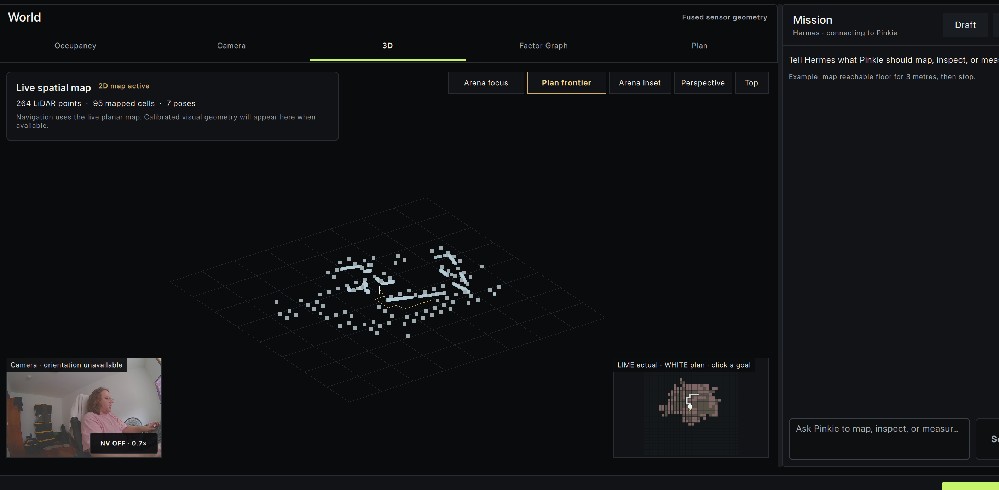 World
Fused sensor geometry
Occupancy
Camera
3D
Factor Graph
Plan
Live spatial map 2D map active
264 LiDAR points · 95 mapped cells · 7 poses
Navigation uses the live planar map. Calibrated visual geometry will appear here when
available.
Arena focus
Plan frontier
Arena inset
Perspective
Top
Camera · orientation unavailable
NV OFF · 0.7×
LIME actual · WHITE plan · click a goal
Mission
Hermes · connecting to Pinkie
Draft
Tell Hermes what Pinkie should map, inspect, or
Example: map reachable floor for 3 metres, then stop.
Ask Pinkie to map, inspect, or measur…